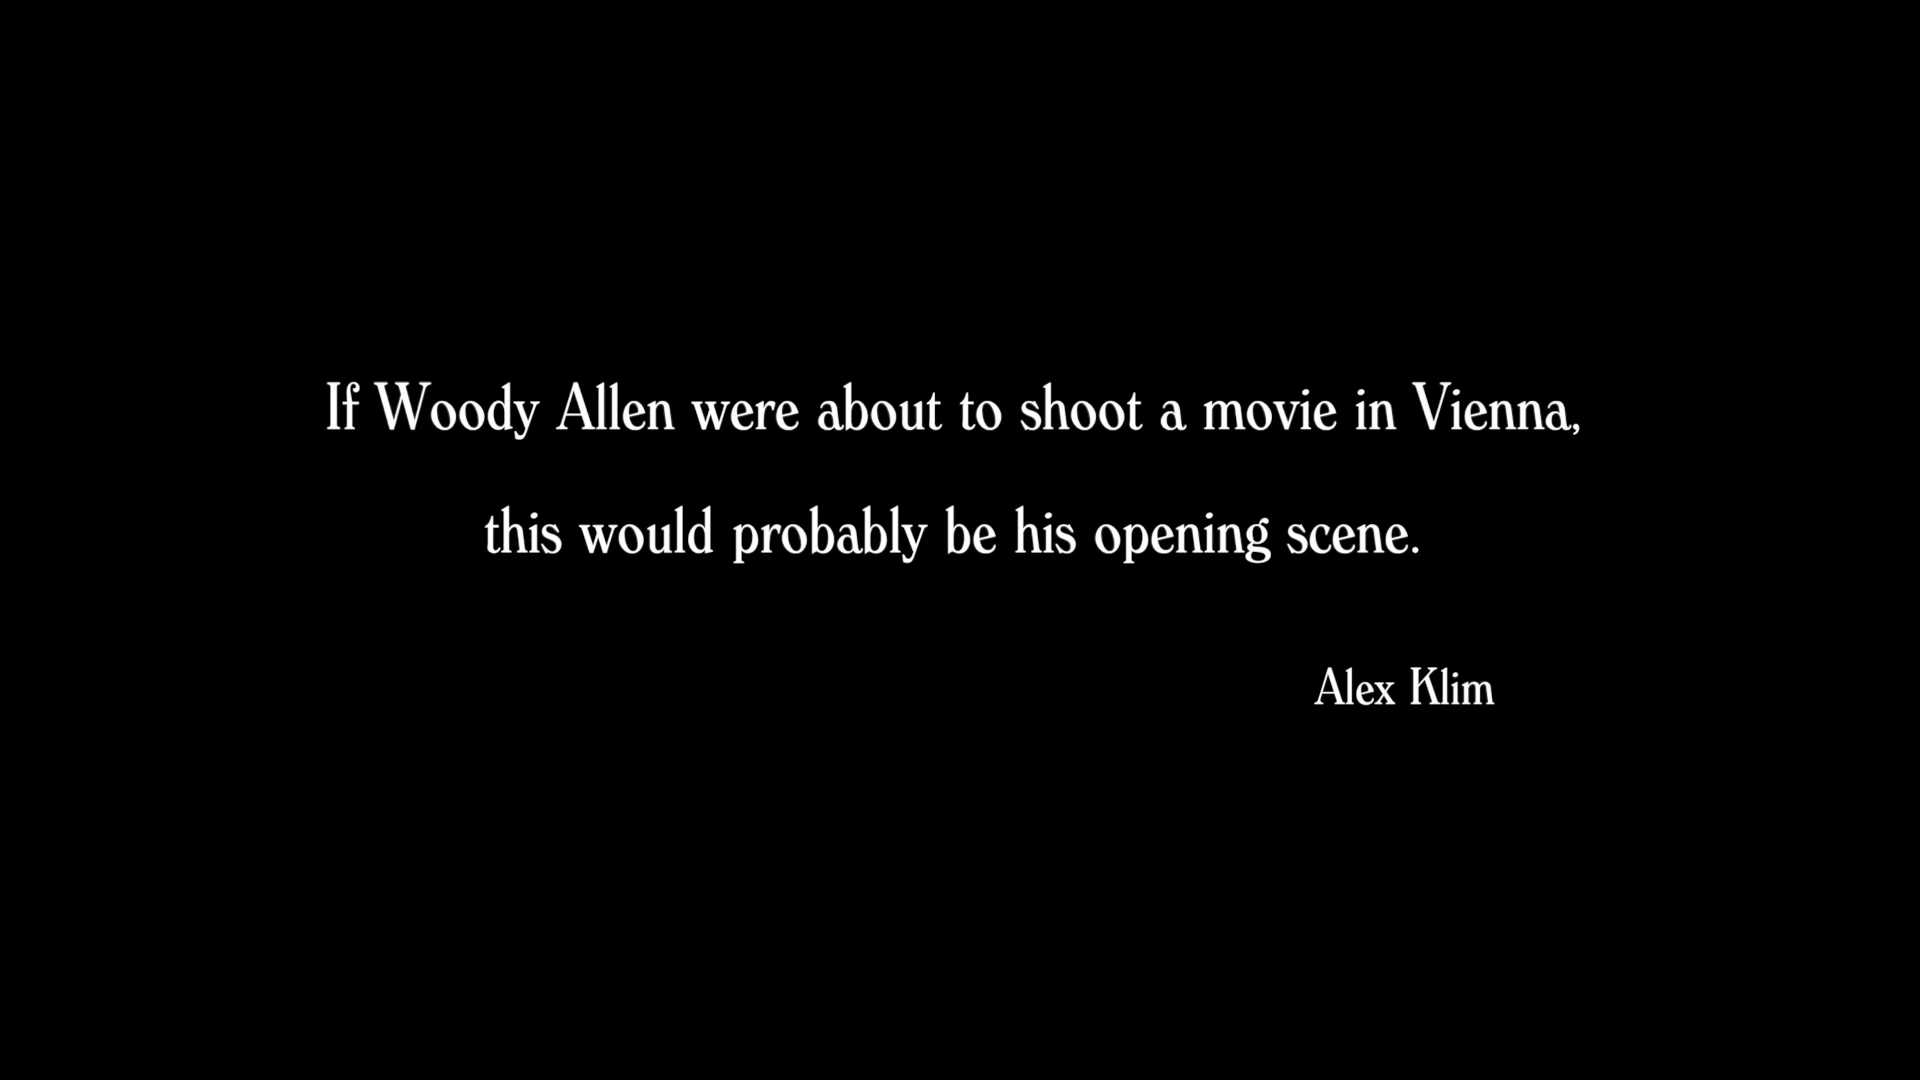 If Woody Allen were about to shoot a movie in Vienna,
this would probably be his opening scene.
Alex Klim